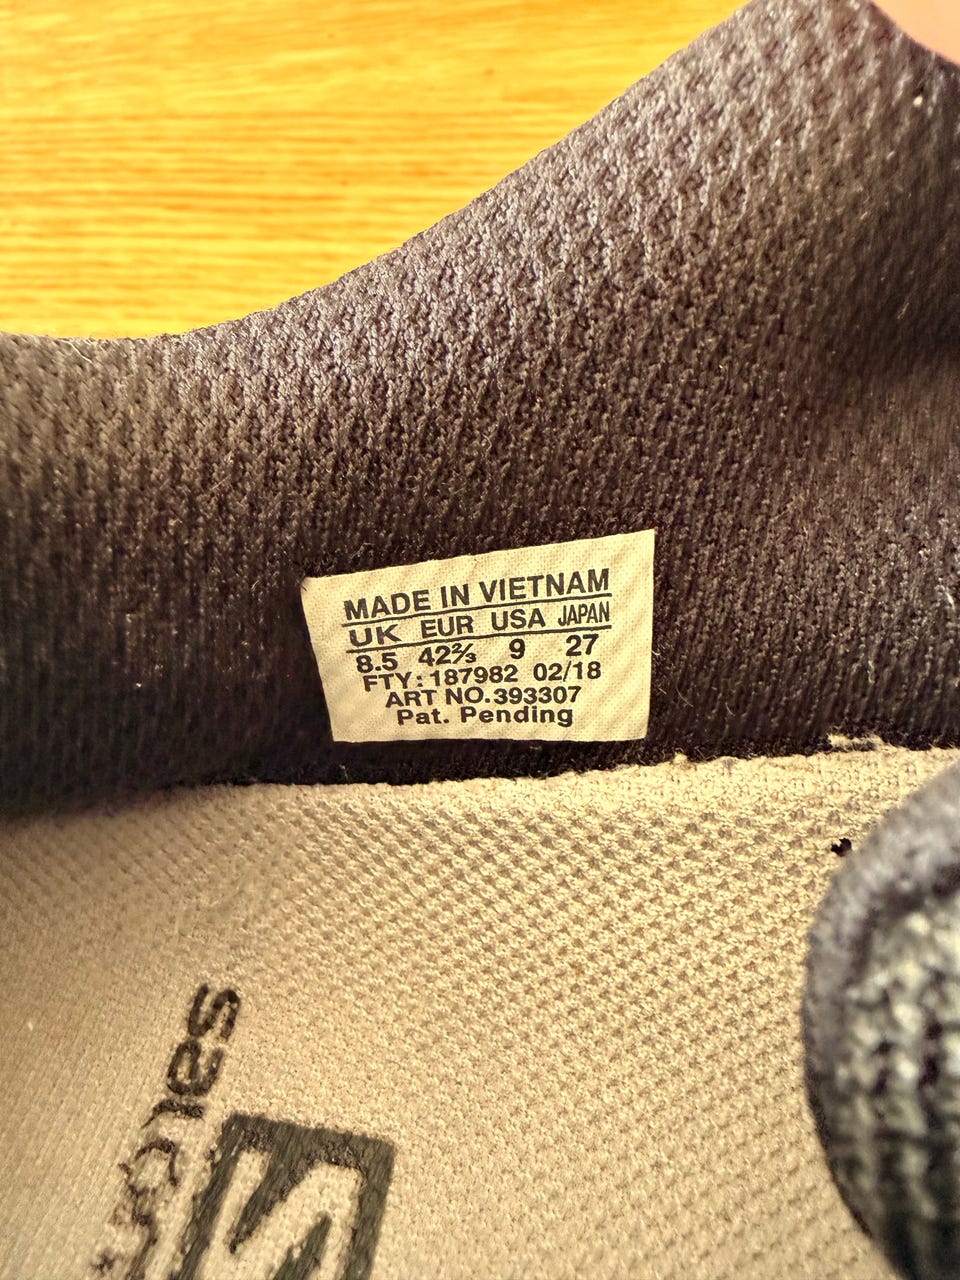 MADE IN VIETNAM
UK EUR USA JAPAN
8.5 42⅔ 9 27
FTY: 187982 02/18
ART NO.393307
Pat. Pending